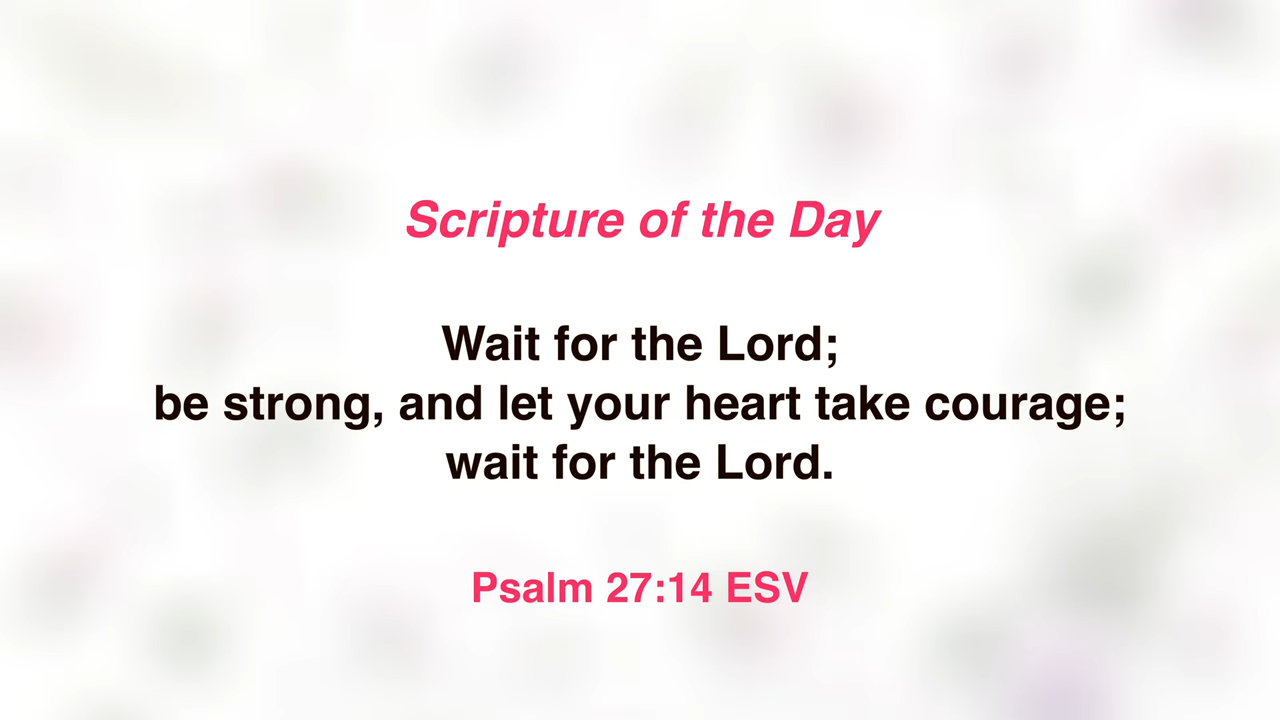 Scripture of the Day
Wait for the Lord;
be strong, and let your heart take courage;
wait for the Lord.
Psalm 27:14 ESV